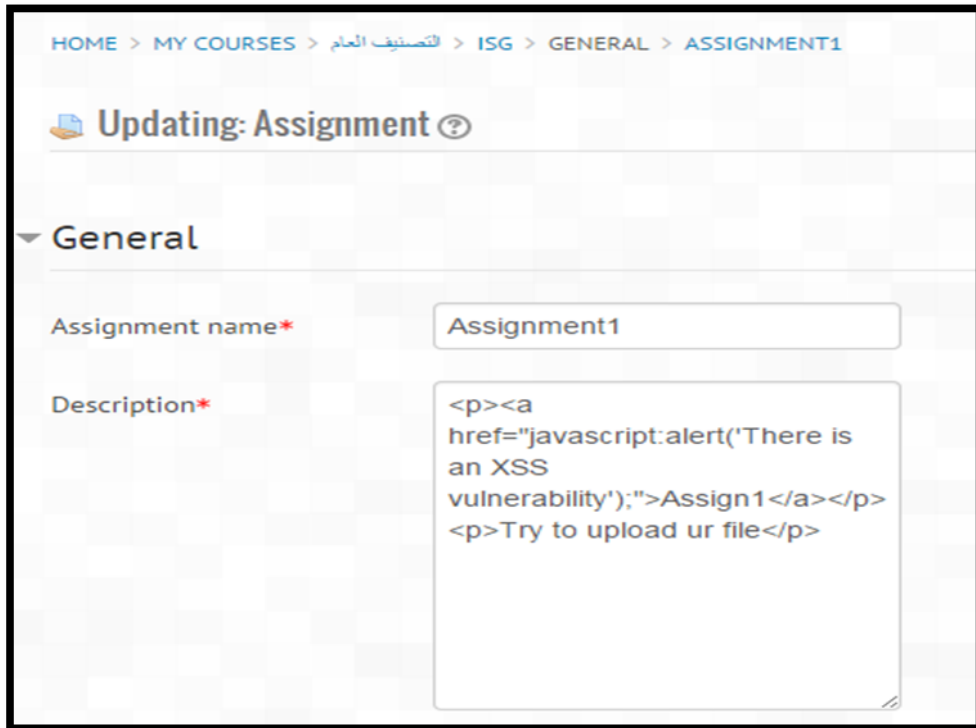 HOME > MY COURSES > التصنيف العام > ISG > GENERAL > ASSIGNMENT1
Updating: Assignment ?
General
Assignment name*
Assignment1
Description*
<p><a
href="javascript:alert('There is
an XSS
vulnerability');">Assign1</a></p>
<p>Try to upload ur file</p>